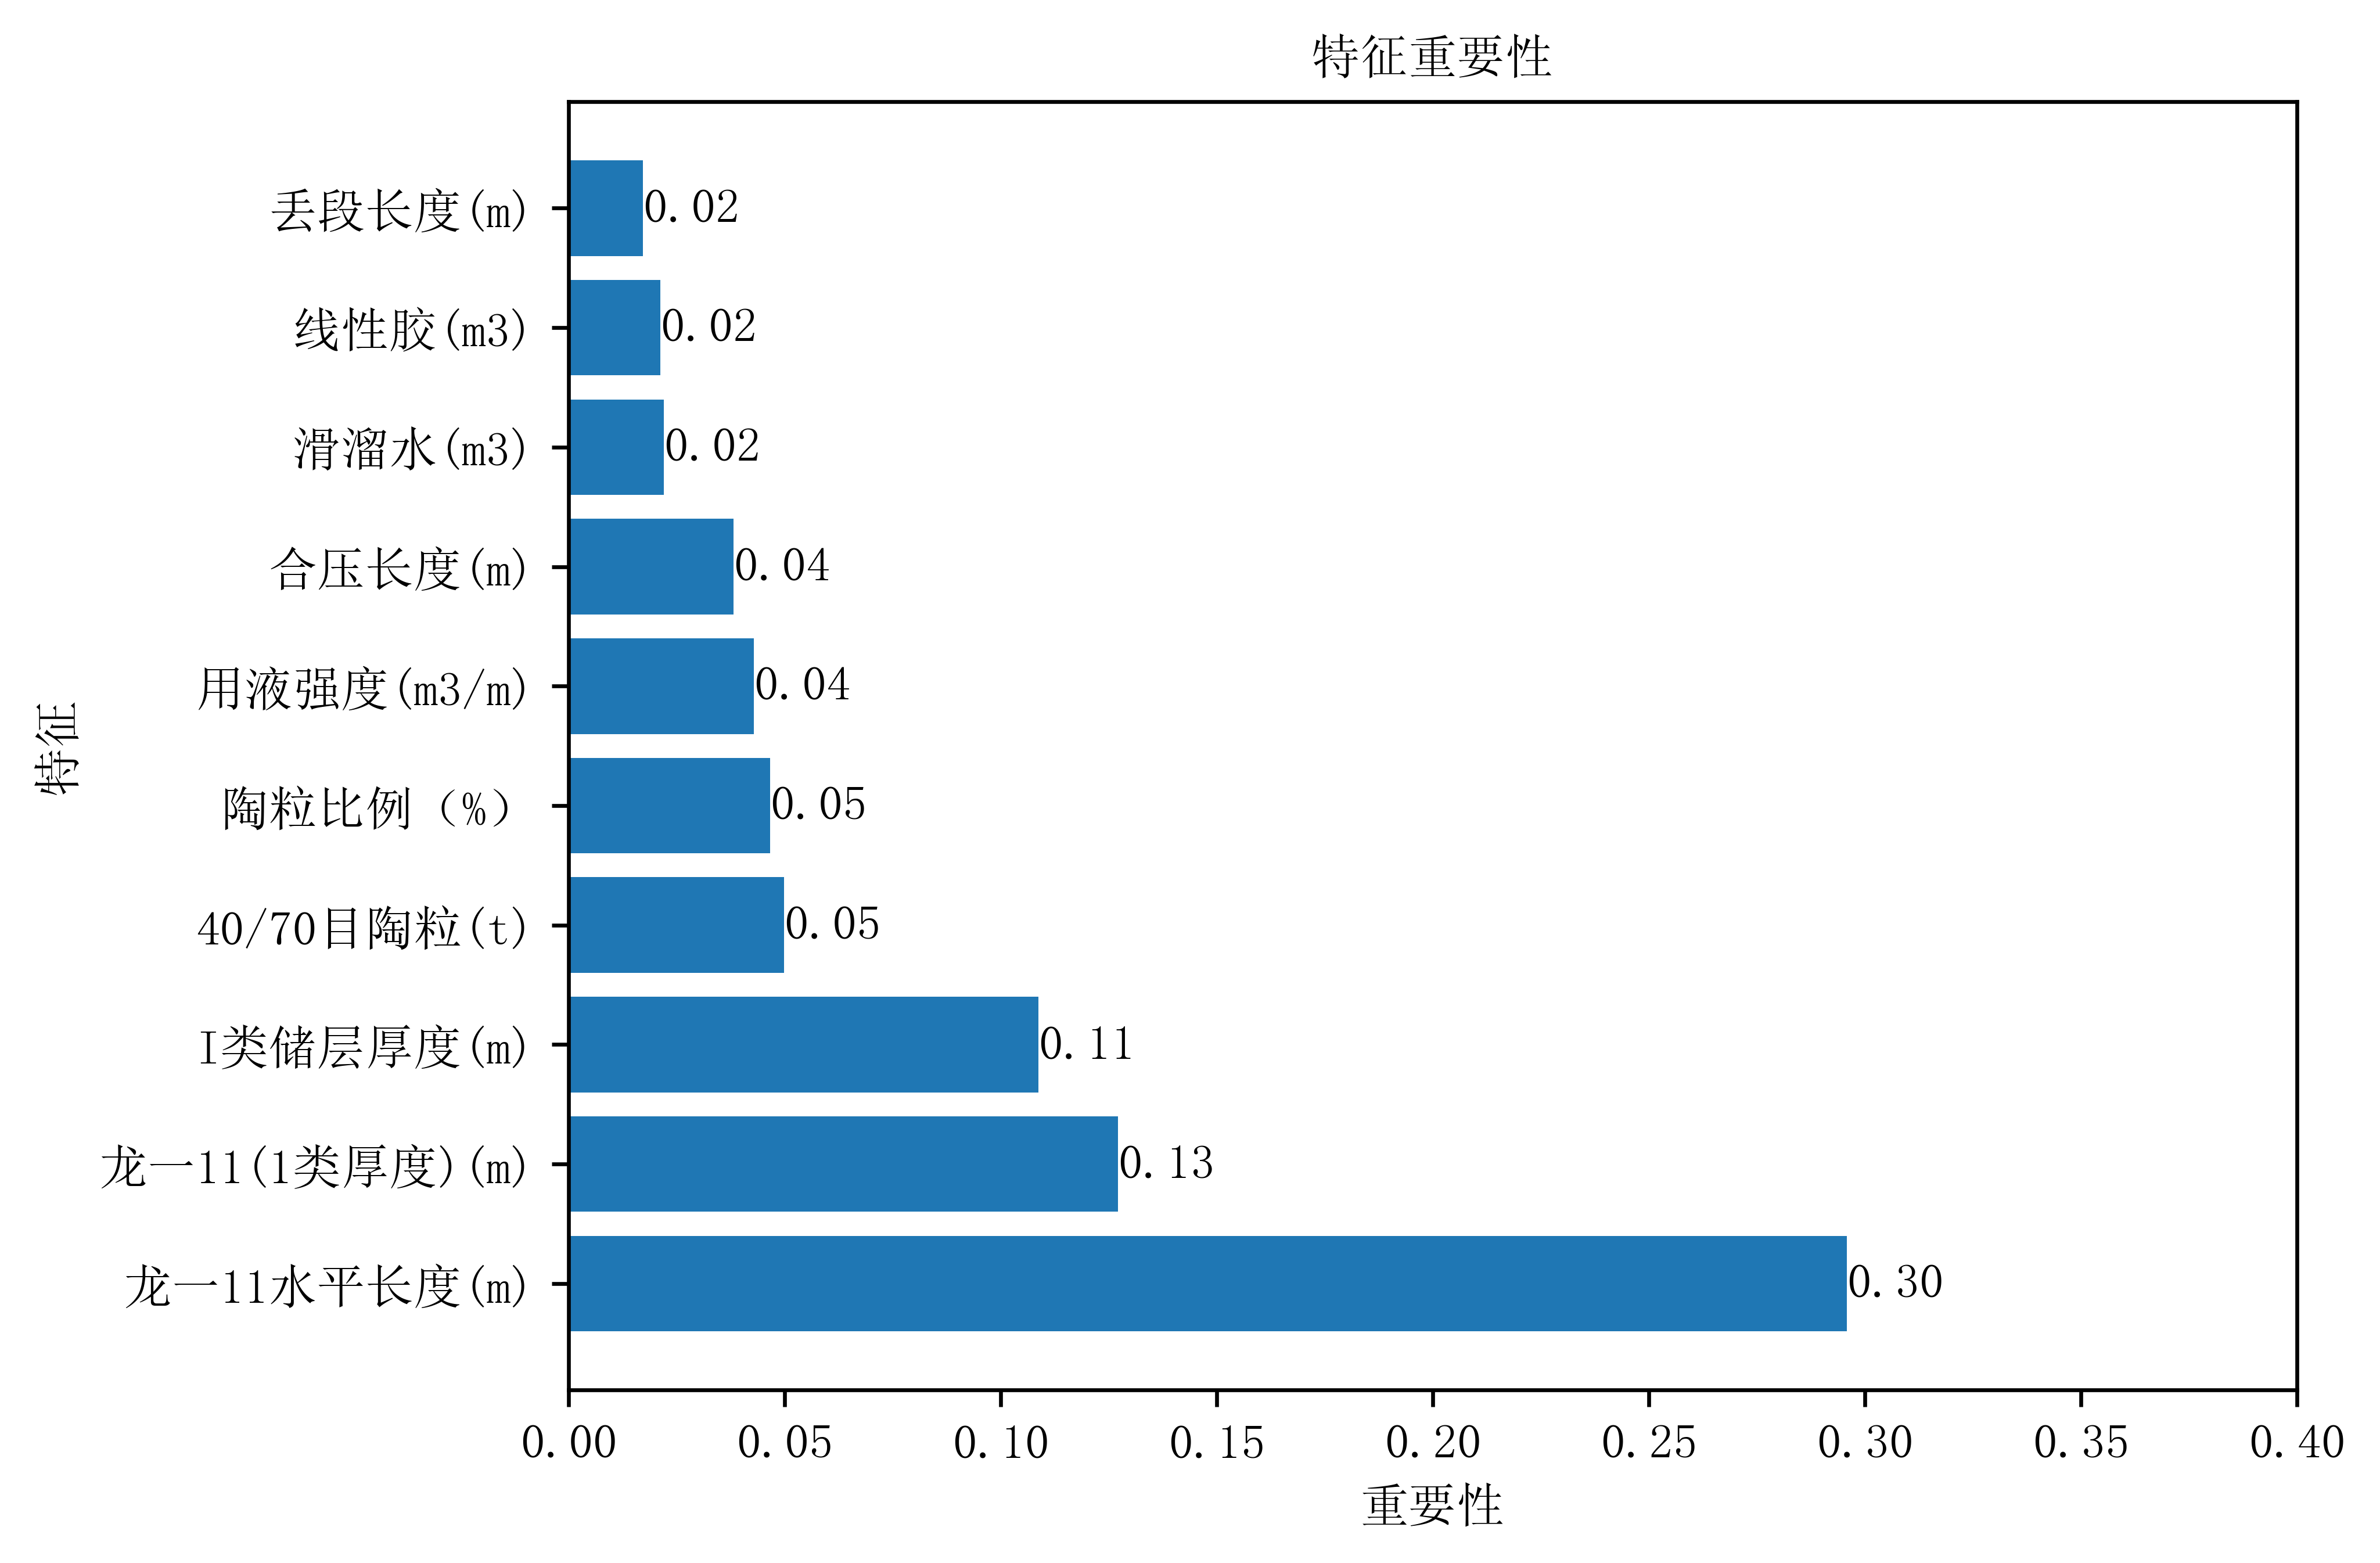 特征重要性
丢段长度(m)
0.02
线性胶(m3)
0.02
滑溜水(m3)
0.02
合压长度(m)
0.04
用液强度(m3/m)
0.04
陶粒比例（%）
0.05
40/70目陶粒(t)
0.05
I类储层厚度(m)
0.11
龙一11(1类厚度)(m)
0.13
龙一11水平长度(m)
0.30
特征
0.00 0.05 0.10 0.15 0.20 0.25 0.30 0.35 0.40
重要性